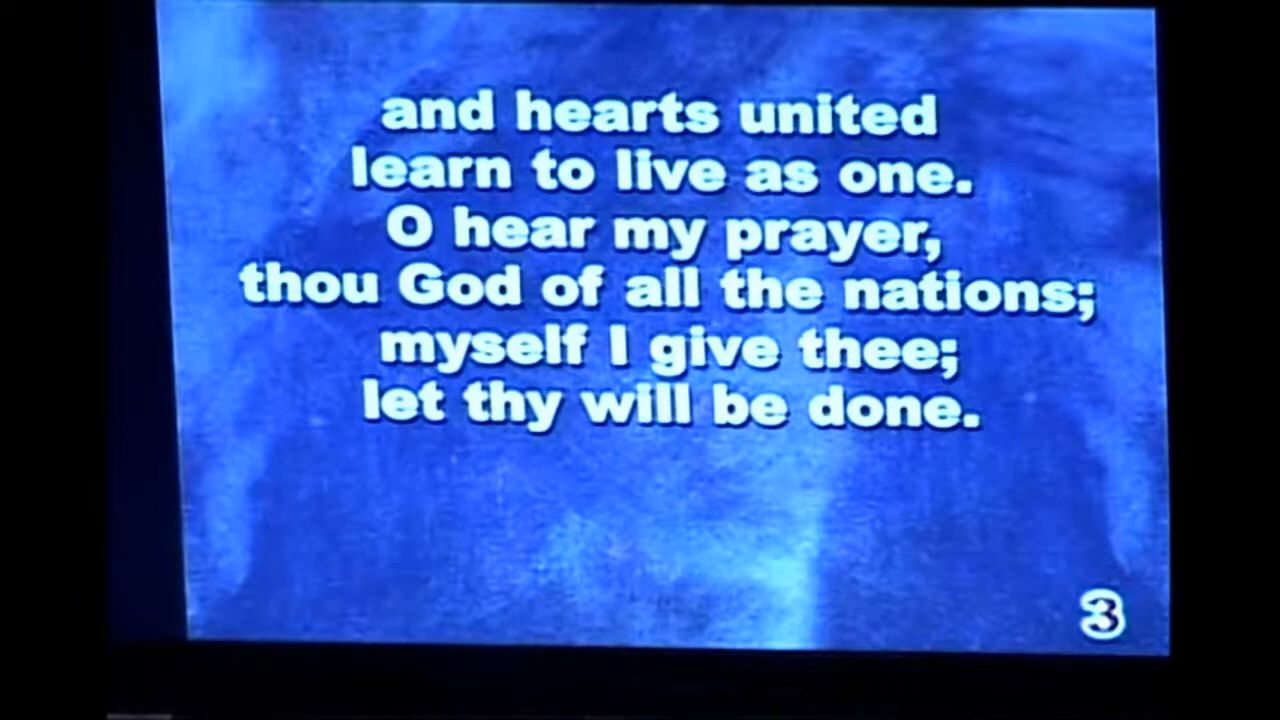 and hearts united
learn to live as one.
O hear my prayer,
thou God of all the nations;
myself I give thee;
let thy will be done.
3